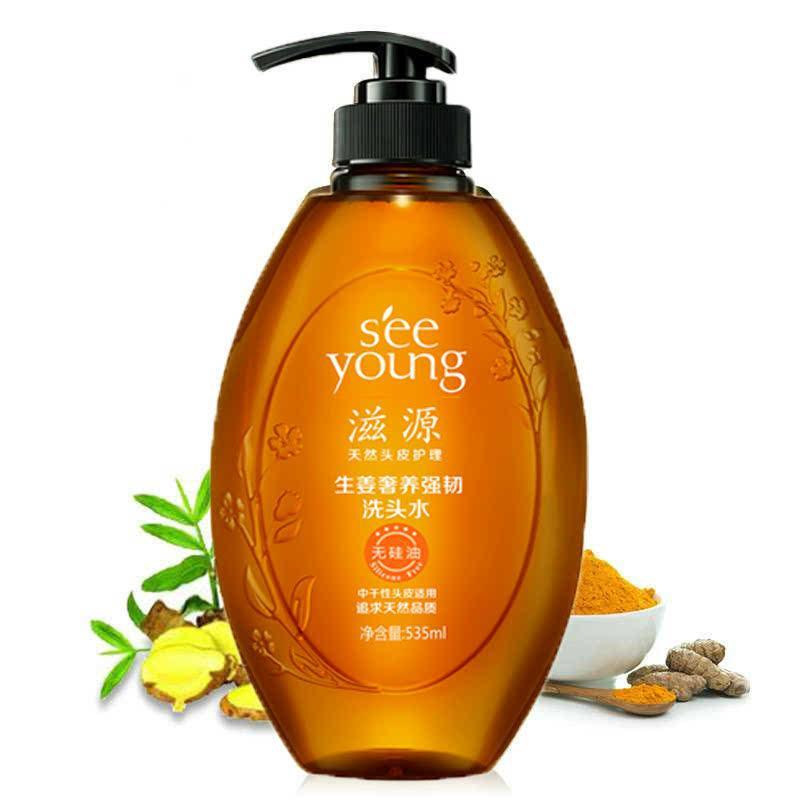 see
young
滋源
天然头皮护理
生姜奢养强韧
洗头水
无硅油
Silicone Free
中干性头皮适用
追求天然品质
净含量:535ml